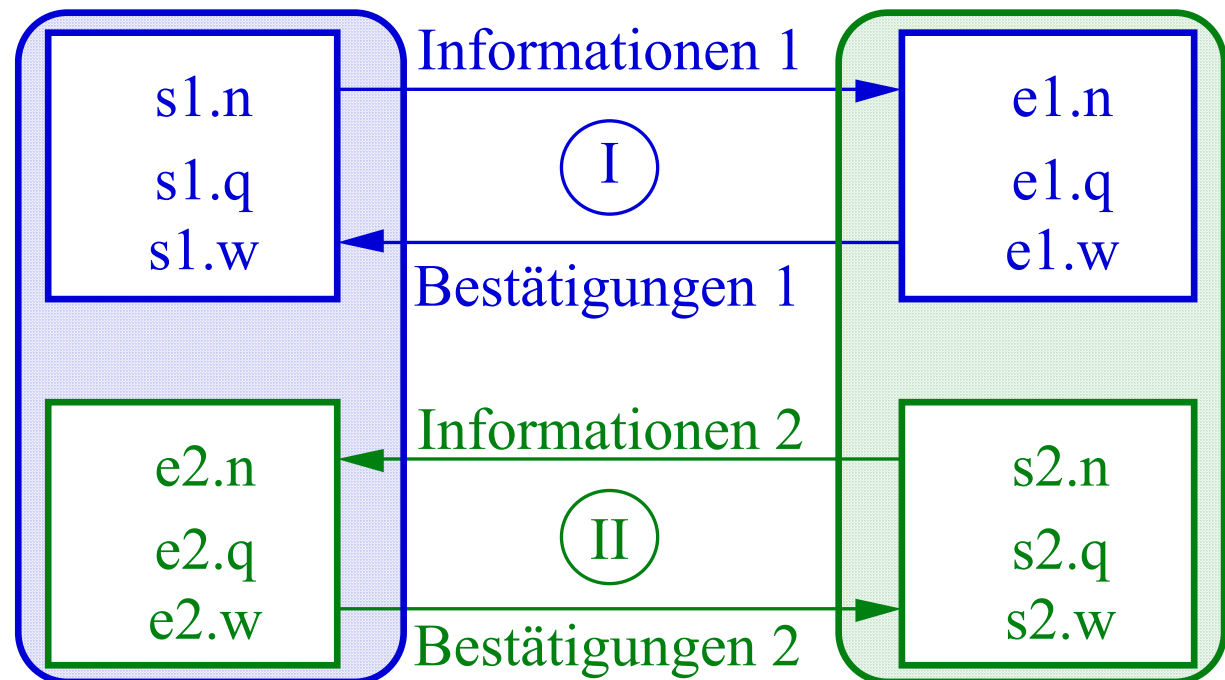 Informationen 1
s1.n
e1.n
I
s1.q
e1.q
s1.w
e1.w
Bestätigungen 1
Informationen 2
e2.n
s2.n
II
e2.q
s2.q
e2.w
s2.w
Bestätigungen 2